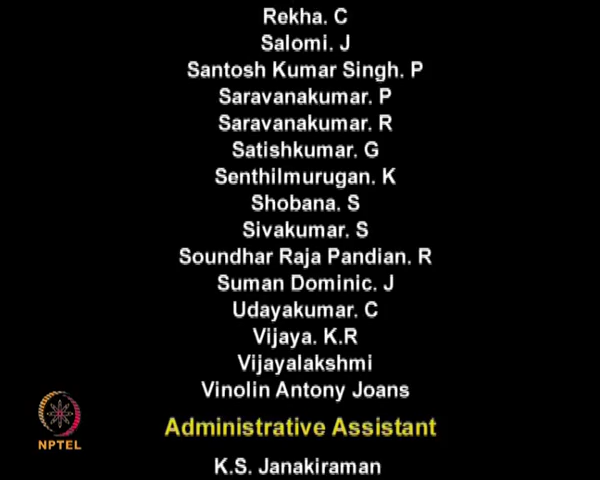 Rekha. C
Salomi. J
Santosh Kumar Singh. P
Saravanakumar. P
Saravanakumar. R
Satishkumar. G
Senthilmurugan. K
Shobana. S
Sivakumar. S
Soundhar Raja Pandian. R
Suman Dominic. J
Udayakumar. C
Vijaya. K.R
Vijayalakshmi
Vinolin Antony Joans
Administrative Assistant
NPTEL
K.S. Janakiraman